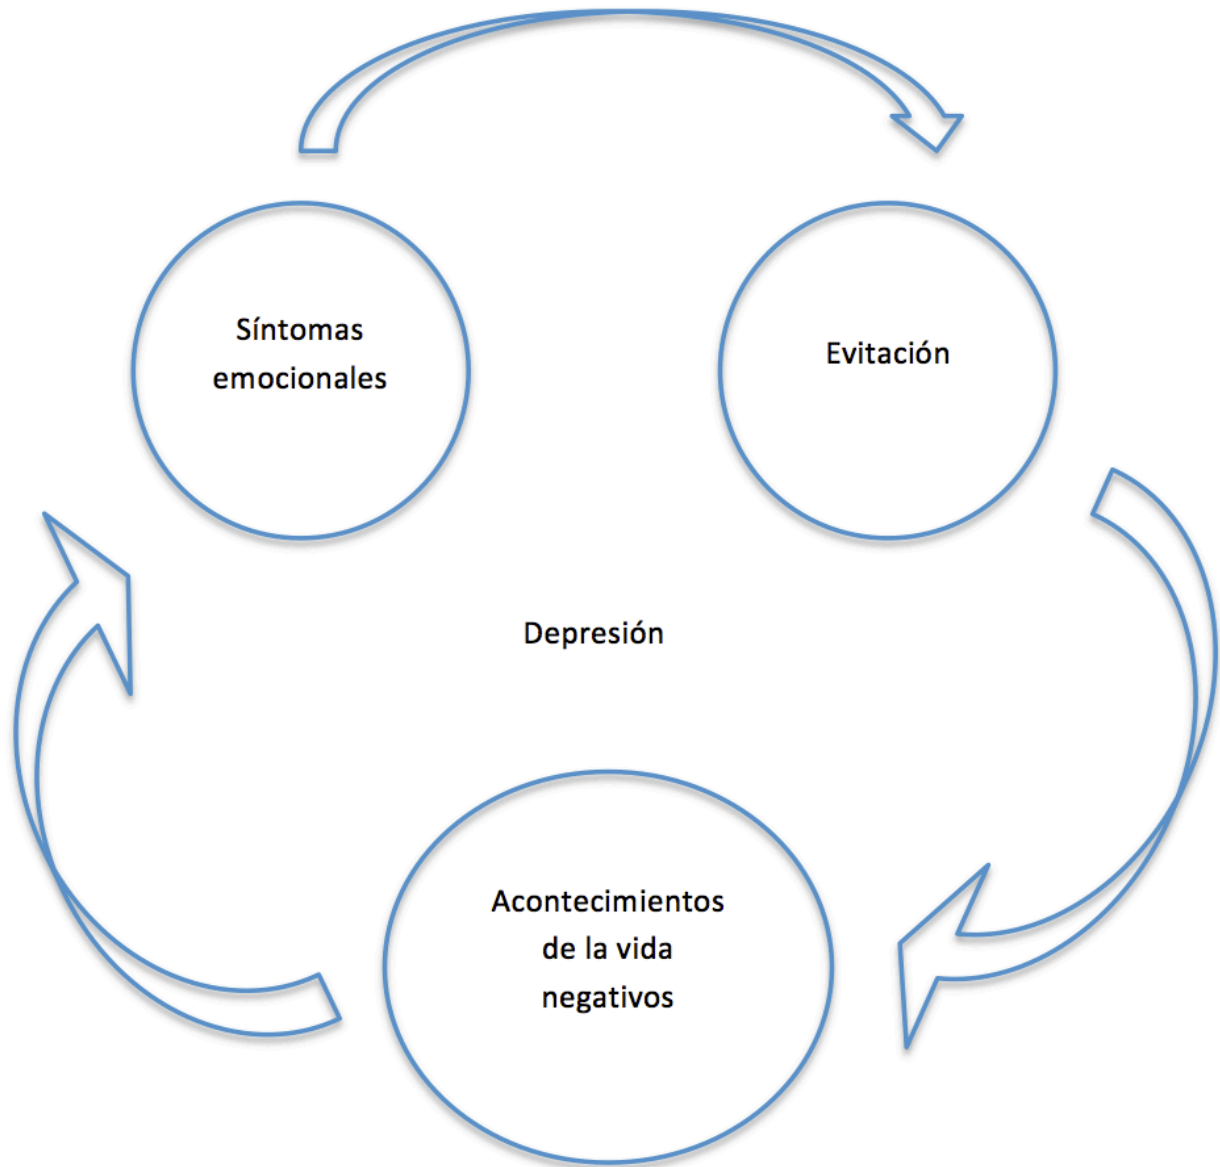 Síntomas
emocionales
Evitación
Depresión
Acontecimientos
de la vida
negativos